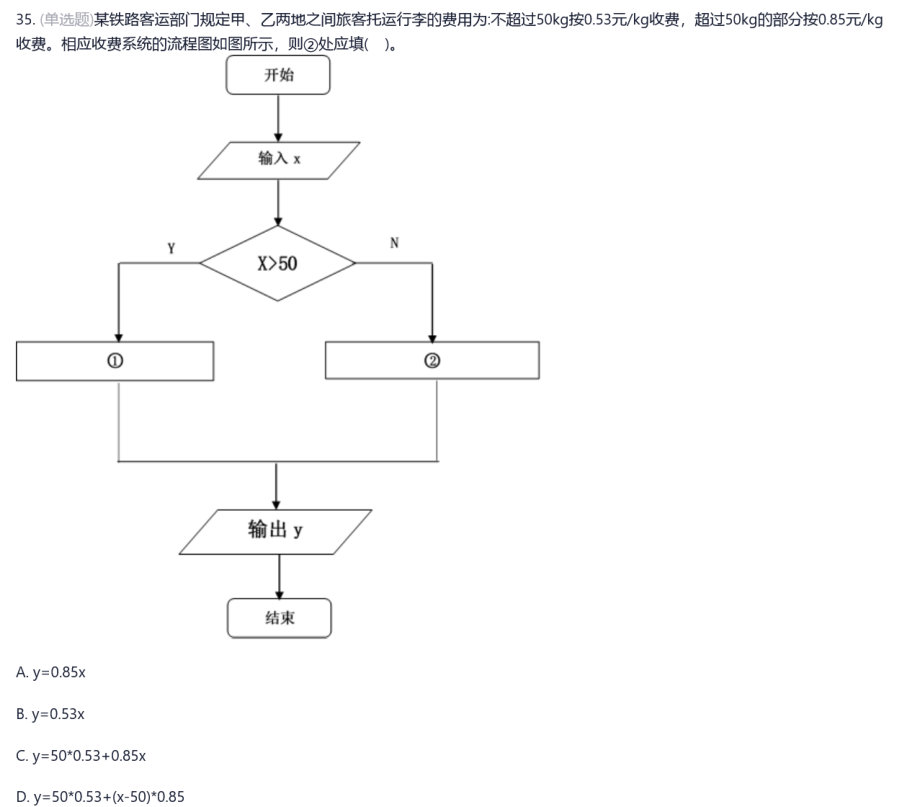 35. (单选题)某铁路客运部门规定甲、乙两地之间旅客托运行李的费用为:不超过50kg按0.53元/kg收费，超过50kg的部分按0.85元/kg
收费。相应收费系统的流程图如图所示，则②处应填(　)。
开始
输入 x
Y
N
X>50
①
②
输出 y
结束
A. y=0.85x
B. y=0.53x
C. y=50*0.53+0.85x
D. y=50*0.53+(x-50)*0.85